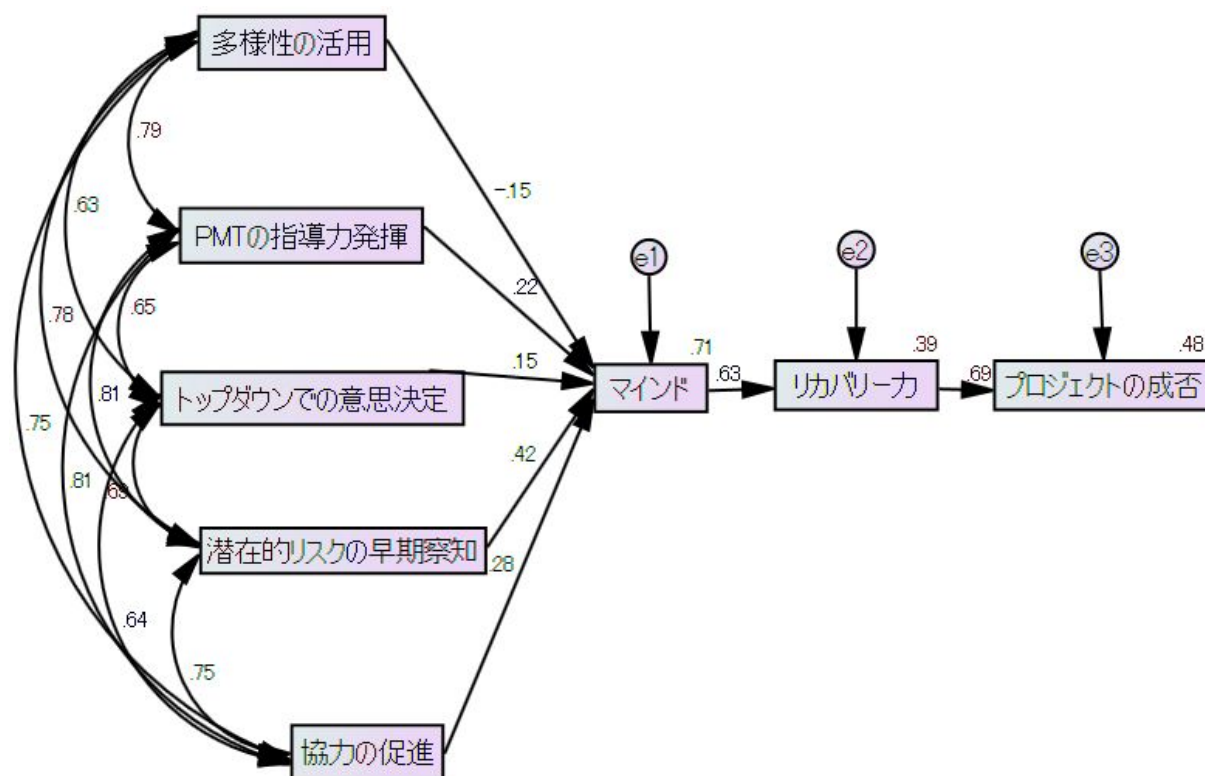 多様性の活用
.79
-.15
.63
PMTの指導力発揮
e1
e2
e3
.22
.65
.78
.15
.71
.39
.48
トップダウンでの意思決定
マインド
.63
リカバリー力
.69
プロジェクトの成否
.81
.75
.42
.81
.69
潜在的リスクの早期察知
.28
.64
.75
協力の促進